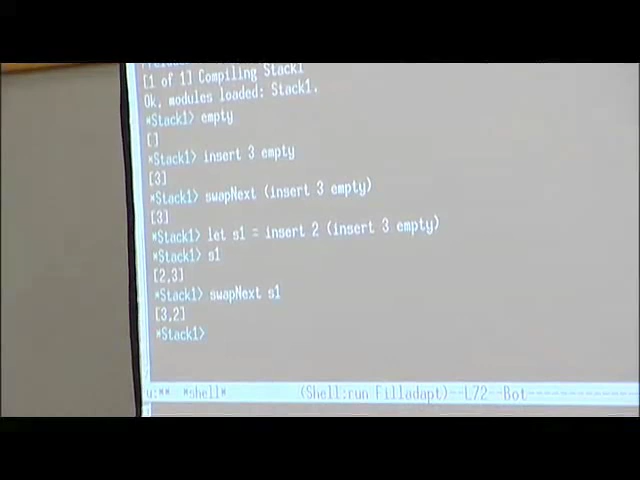 [1 of 1] Compiling Stack1
Ok, modules loaded: Stack1.
*Stack1> empty
[]
*Stack1> insert 3 empty
[3]
*Stack1> swapNext (insert 3 empty)
[3]
*Stack1> let s1 = insert 2 (insert 3 empty)
*Stack1> s1
[2,3]
*Stack1> swapNext s1
[3,2]
*Stack1>
u:** *shell* (Shell:run Filladapt)--L72--Bot